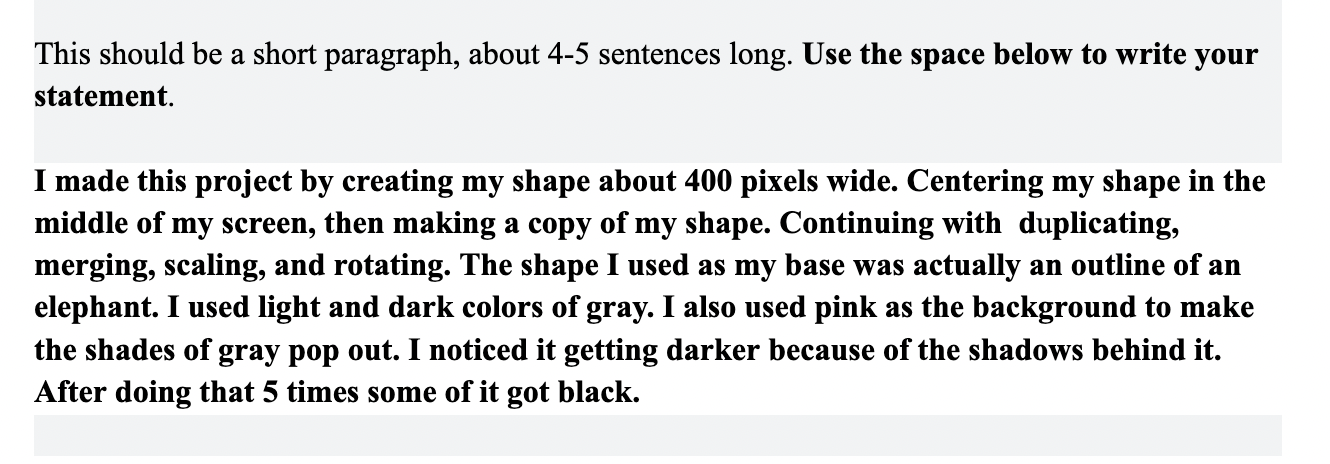 This should be a short paragraph, about 4-5 sentences long. Use the space below to write your
statement.
I made this project by creating my shape about 400 pixels wide. Centering my shape in the
middle of my screen, then making a copy of my shape. Continuing with  duplicating,
merging, scaling, and rotating. The shape I used as my base was actually an outline of an
elephant. I used light and dark colors of gray. I also used pink as the background to make
the shades of gray pop out. I noticed it getting darker because of the shadows behind it.
After doing that 5 times some of it got black.